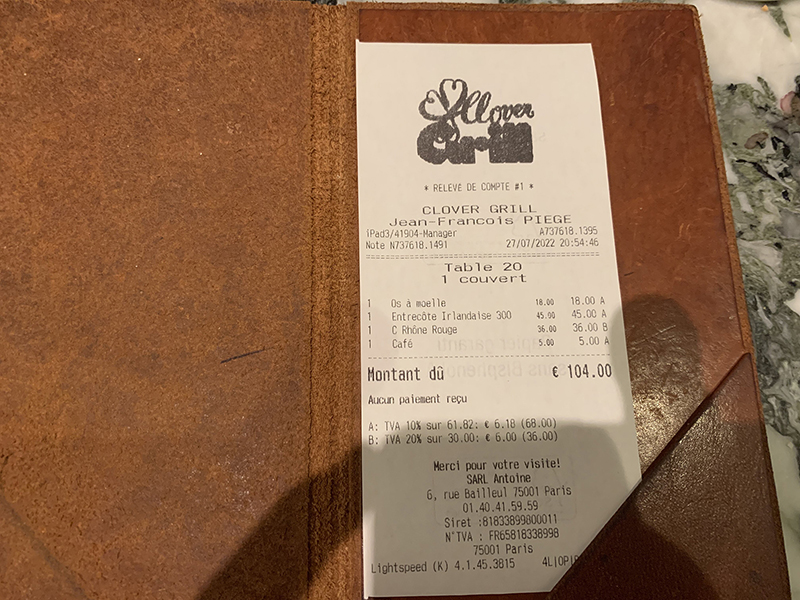 Clover
Grill
* RELEVÉ DE COMPTE #1 *
CLOVER GRILL
Jean-Francois PIEGE
iPad3/41904-Manager A737618.1395
Note N737618.1491 27/07/2022 20:54:46
Table 20
1 couvert
1 Os à moelle 18.00 18.00 A
1 Entrecôte Irlandaise 300 45.00 45.00 A
1 C Rhône Rouge 36.00 36.00 B
1 Café 5.00 5.00 A
Montant dû € 104.00
Aucun paiement reçu
A: TVA 10% sur 61.82: € 6.18 (68.00)
B: TVA 20% sur 30.00: € 6.00 (36.00)
Merci pour votre visite!
SARL Antoine
6, rue Bailleul 75001 Paris
01.40.41.59.59
Siret :81833899800011
N°TVA : FR65818338998
75001 Paris
Lightspeed (K) 4.1.45.3815